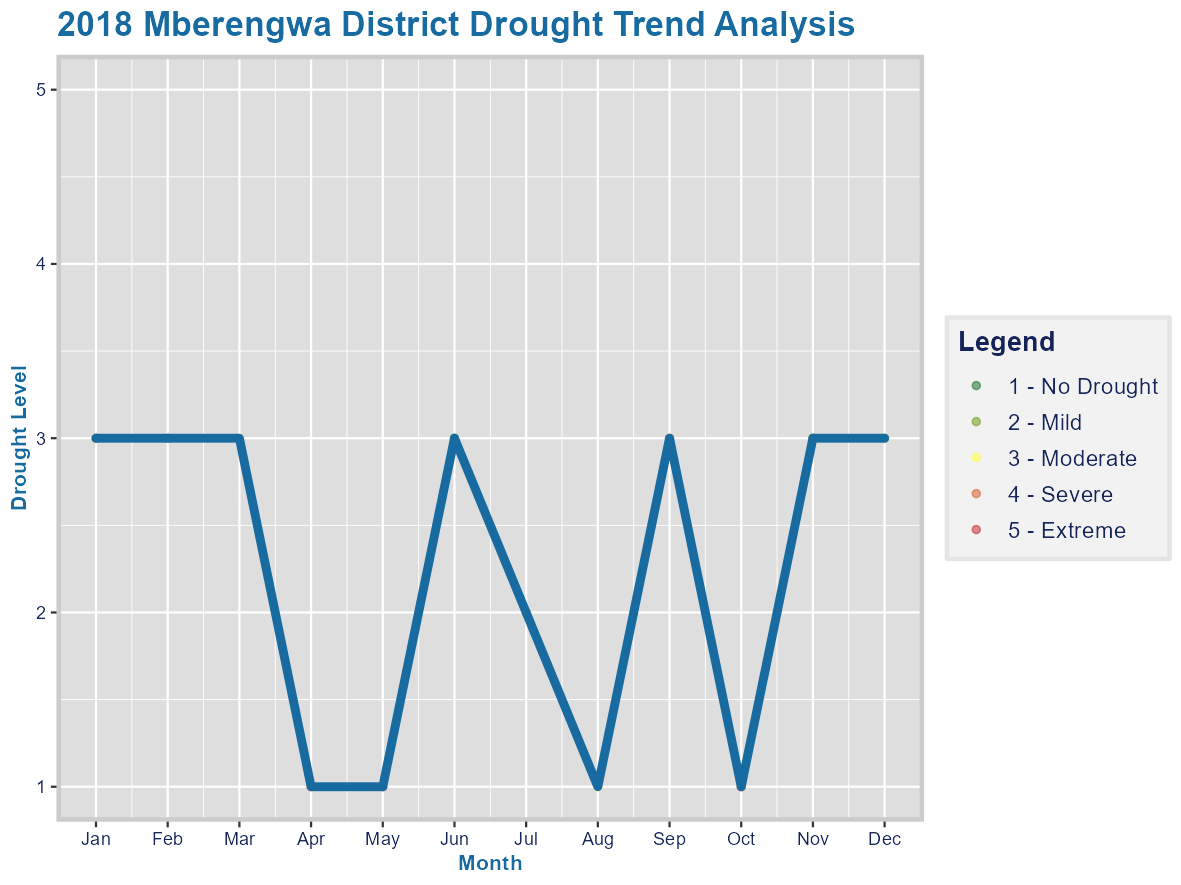 2018 Mberengwa District Drought Trend Analysis
5
4
3
2
1
Drought Level
Jan Feb Mar Apr May Jun Jul Aug Sep Oct Nov Dec
Month
Legend
1 - No Drought
2 - Mild
3 - Moderate
4 - Severe
5 - Extreme